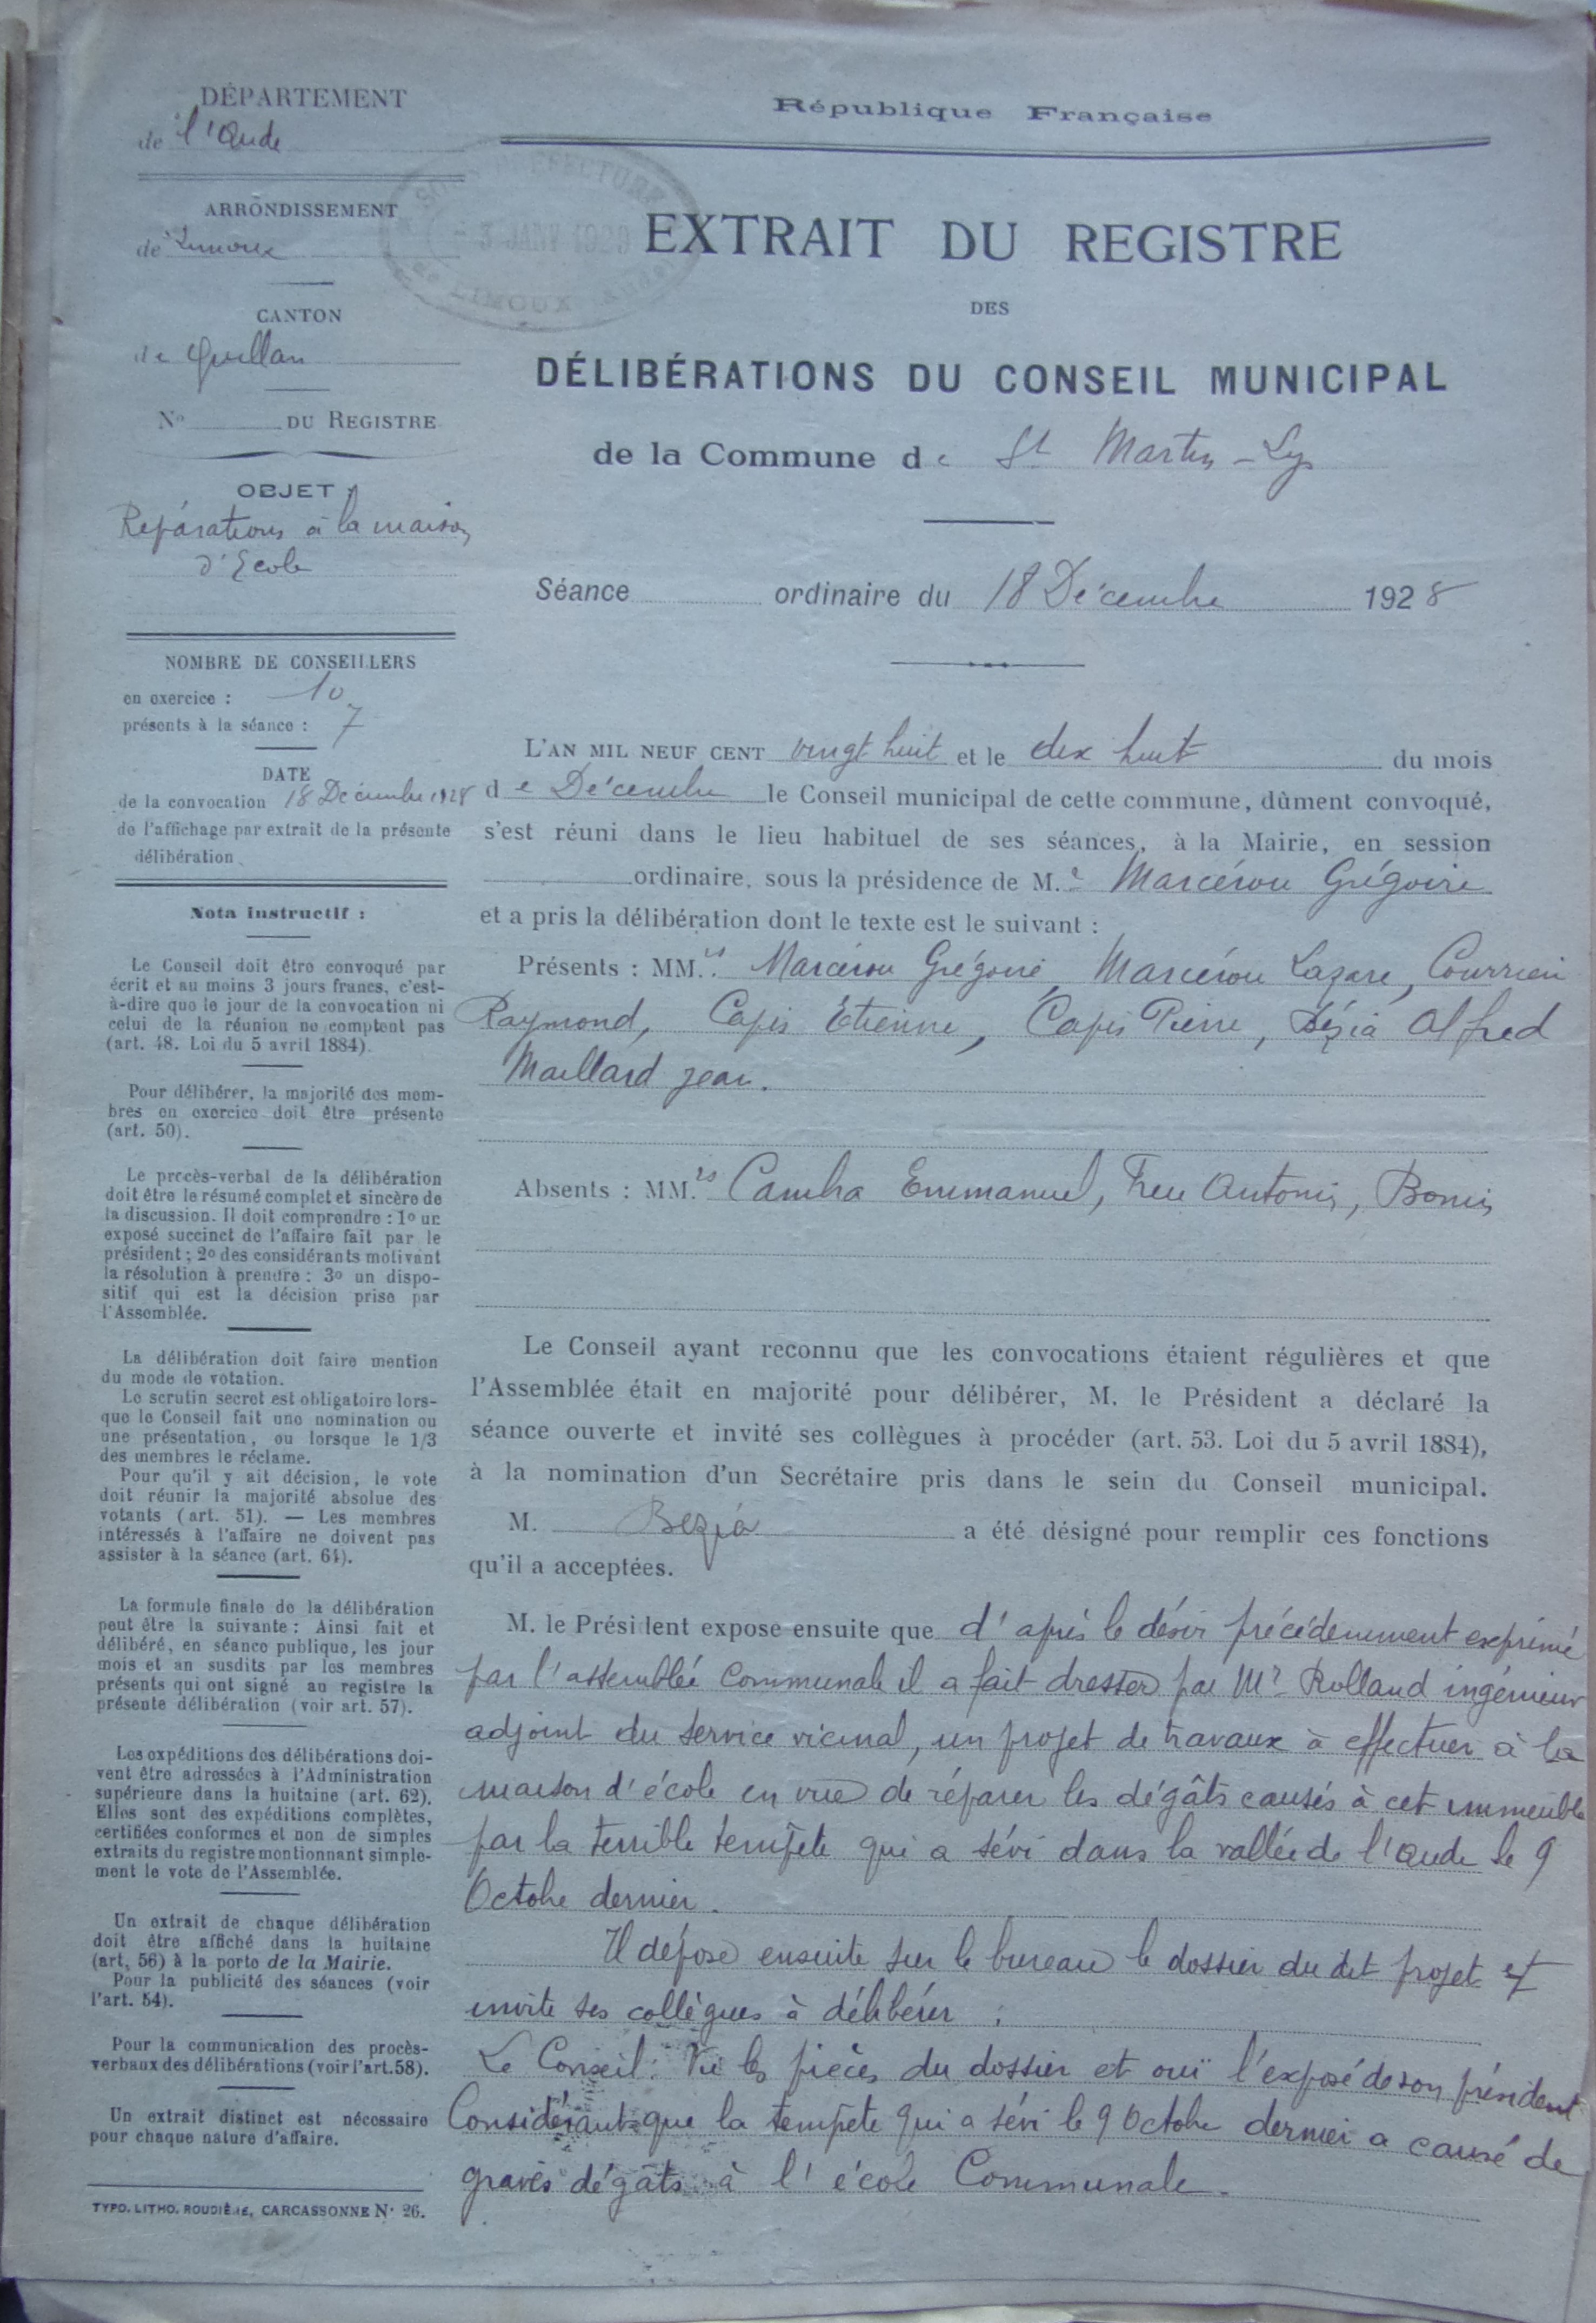 DÉPARTEMENT
de l'Aude
ARRONDISSEMENT
de Limoux
CANTON
de Quillan
N° DU REGISTRE
OBJET
Réparations à la maison
d'Ecole
NOMBRE DE CONSEILLERS
en exercice : 10
présents à la séance : 7
DATE
de la convocation 18 Décembre 1928
de l'affichage par extrait de la présente
délibération
Nota instructif :
Le Conseil doit être convoqué par
écrit et au moins 3 jours francs, c'est-
à-dire que le jour de la convocation ni
celui de la réunion ne comptent pas
(art. 48. Loi du 5 avril 1884).
Pour délibérer, la majorité des mem-
bres en exercice doit être présente
(art. 50).
Le procès-verbal de la délibération
doit être le résumé complet et sincère de
la discussion. Il doit comprendre : 1° un
exposé succinct de l'affaire fait par le
président ; 2° des considérants motivant
la résolution à prendre : 3° un dispo-
sitif qui est la décision prise par
l'Assemblée.
La délibération doit faire mention
du mode de votation.
Le scrutin secret est obligatoire lors-
que le Conseil fait une nomination ou
une présentation, ou lorsque le 1/3
des membres le réclame.
Pour qu'il y ait décision, le vote
doit réunir la majorité absolue des
votants (art. 51). — Les membres
intéressés à l'affaire ne doivent pas
assister à la séance (art. 64).
La formule finale de la délibération
peut être la suivante : Ainsi fait et
délibéré, en séance publique, les jour
mois et an susdits par les membres
présents qui ont signé au registre la
présente délibération (voir art. 57).
Les expéditions des délibérations doi-
vent être adressées à l'Administration
supérieure dans la huitaine (art. 62).
Elles sont des expéditions complètes,
certifiées conformes et non de simples
extraits du registre mentionnant simple-
ment le vote de l'Assemblée.
Un extrait de chaque délibération
doit être affiché dans la huitaine
(art. 56) à la porte de la Mairie.
Pour la publicité des séances (voir
l'art. 54).
Pour la communication des procès-
verbaux des délibérations (voir l'art. 58).
Un extrait distinct est nécessaire
pour chaque nature d'affaire.
TYPO. LITHO. ROUDIÈRE, CARCASSONNE N° 26.
République Française
SOUS PRÉFECTURE
3 JANV
de LIMOUX (Aude)
EXTRAIT DU REGISTRE
DES
DÉLIBÉRATIONS DU CONSEIL MUNICIPAL
de la Commune de St Martin-Lys
Séance ordinaire du 18 Décembre 1928
L'AN MIL NEUF CENT vingt huit et le dix huit du mois
de Décembre le Conseil municipal de cette commune, dûment convoqué,
s'est réuni dans le lieu habituel de ses séances, à la Mairie, en session
ordinaire, sous la présidence de M.r Marcérou Grégoire
et a pris la délibération dont le texte est le suivant :
Présents : MM.rs Marcérou Grégoire, Marcérou Lazare, Courrieu
Raymond, Capis Etienne, Capis Pierre, Bézia Alfred
Maillard jean.
Absents : MM.rs Cambra Emmanuel, Antonin, Bonis
Le Conseil ayant reconnu que les convocations étaient régulières et que
l'Assemblée était en majorité pour délibérer, M. le Président a déclaré la
séance ouverte et invité ses collègues à procéder (art. 53. Loi du 5 avril 1884),
à la nomination d'un Secrétaire pris dans le sein du Conseil municipal.
M. Bezia a été désigné pour remplir ces fonctions
qu'il a acceptées.
M. le Président expose ensuite que d'après le désir précédemment exprimé
par l'assemblée Communale il a fait dresser par Mr Rolland ingénieur
adjoint du service vicinal, un projet de travaux à effectuer à la
maison d'école en vue de réparer les dégâts causés à cet immeuble
par la terrible tempête qui a sévi dans la vallée de l'Aude le 9
Octobre dernier.
Il dépose ensuite sur le bureau le dossier du dit projet et
invite ses collègues à délibérer :
Le Conseil : Vu les pièces du dossier et ouï l'exposé de son président
Considérant que la tempete qui a sévi le 9 Octobre dernier a causé de
graves dégâts à l'école Communale.